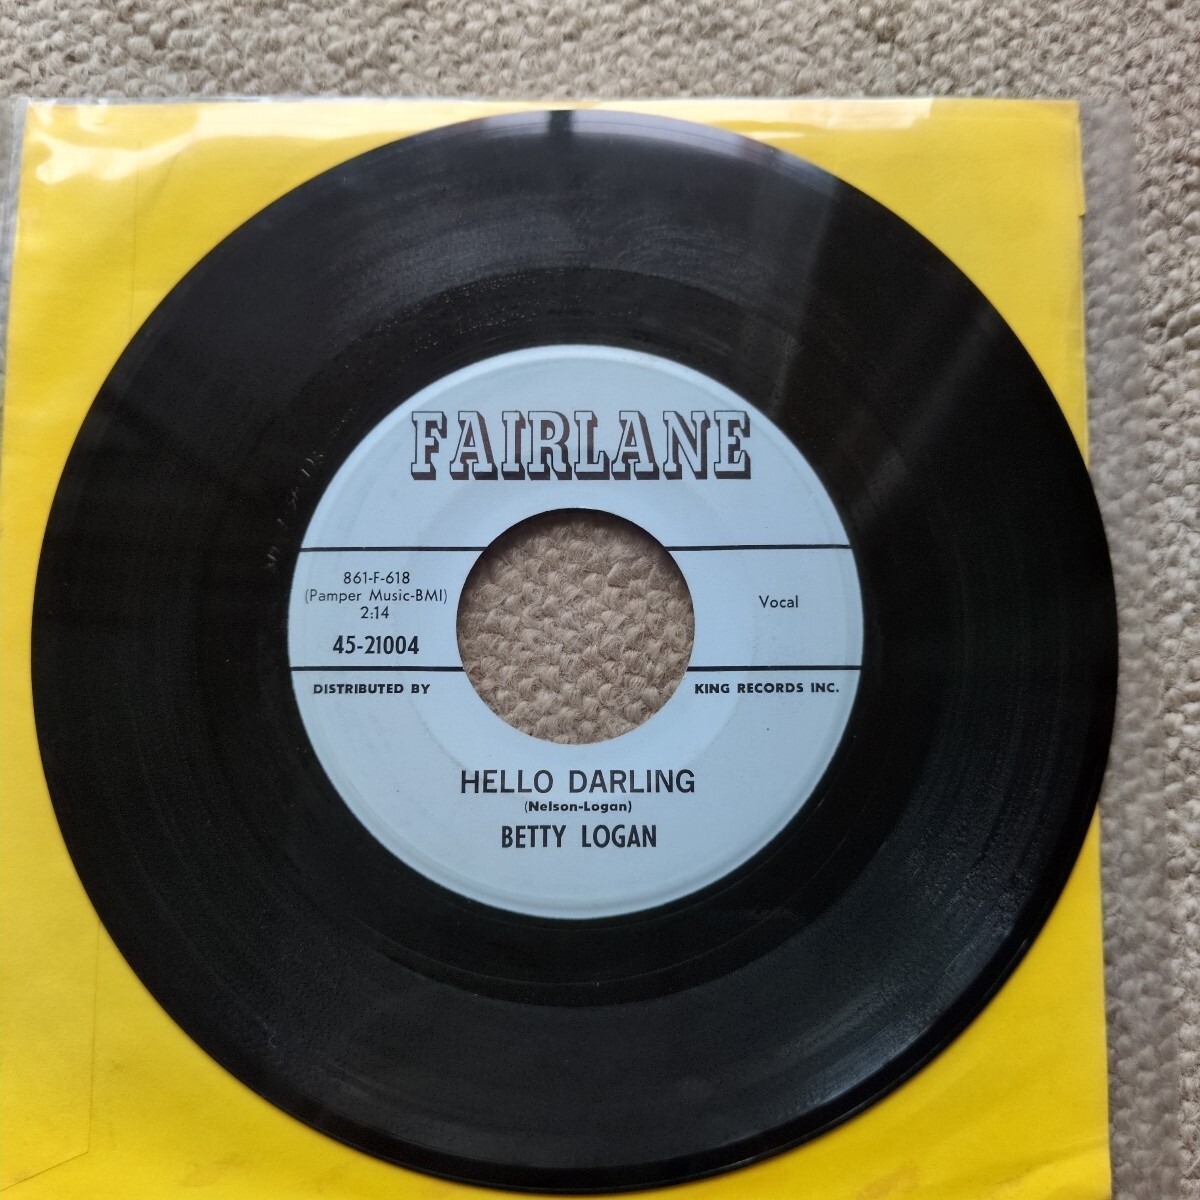 FAIRLANE
861-F-618
(Pamper Music-BMI)
2:14
45-21004
Vocal
DISTRIBUTED BY
KING RECORDS INC.
HELLO DARLING
(Nelson-Logan)
BETTY LOGAN